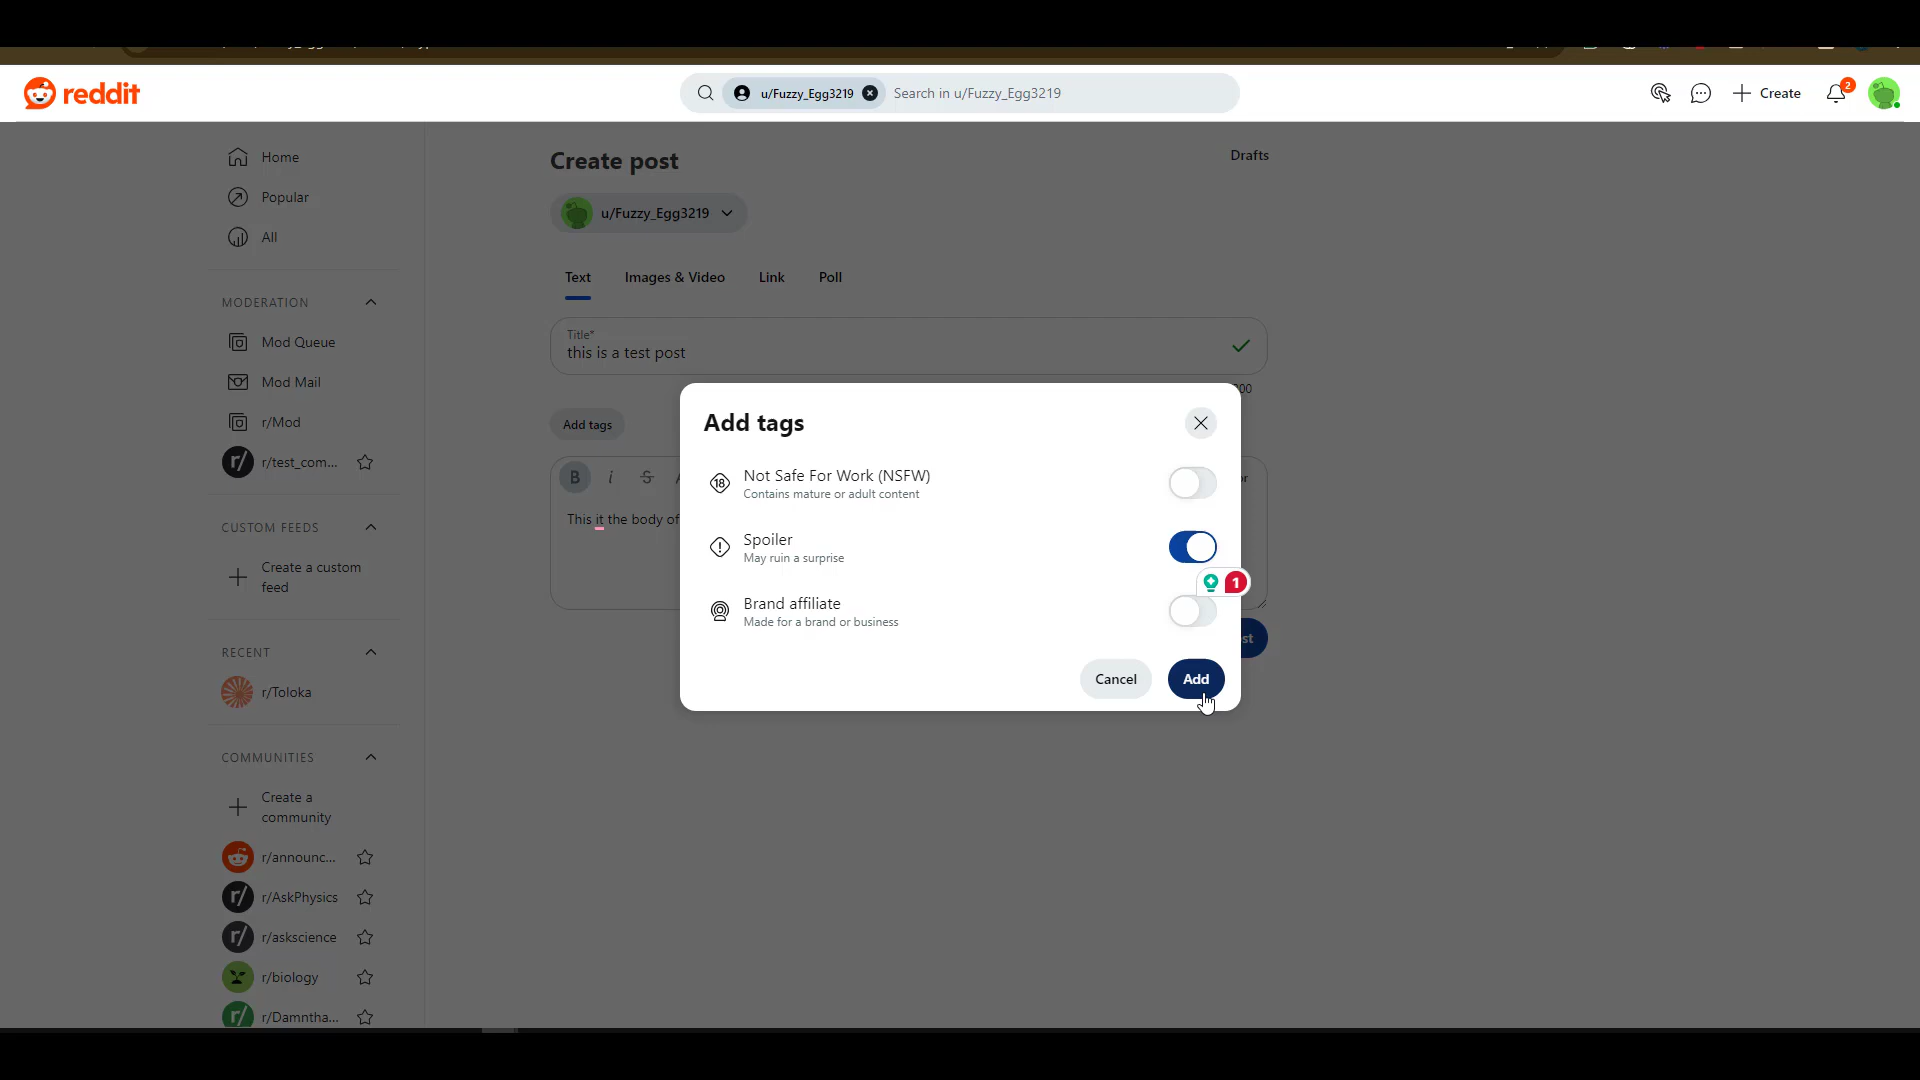 reddit
u/Fuzzy_Egg3219
Search in u/Fuzzy_Egg3219
Create
2
Home
Popular
All
MODERATION
Mod Queue
Mod Mail
r/Mod
r/test_com...
CUSTOM FEEDS
Create a custom
feed
RECENT
r/Toloka
COMMUNITIES
Create a
community
r/announc...
r/AskPhysics
r/askscience
r/biology
r/Damntha...
Create post
Drafts
u/Fuzzy_Egg3219
Text
Images & Video
Link
Poll
Title*
this is a test post
Add tags
B
i
S
This it the body of
Add tags
18
Not Safe For Work (NSFW)
Contains mature or adult content
Spoiler
May ruin a surprise
1
Brand affiliate
Made for a brand or business
Cancel
Add